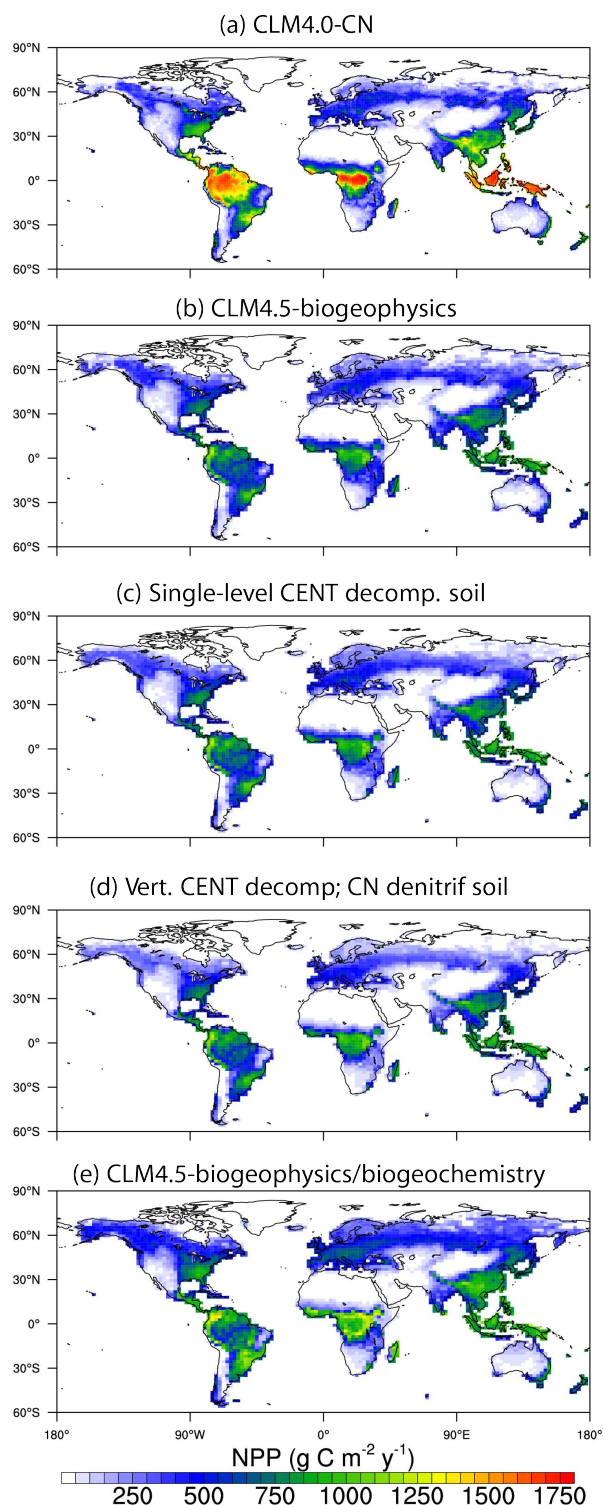 (a) CLM4.0-CN
90°N
60°N
30°N
0°
30°S
60°S
(b) CLM4.5-biogeophysics
90°N
60°N
30°N
0°
30°S
60°S
(c) Single-level CENT decomp. soil
90°N
60°N
30°N
0°
30°S
60°S
(d) Vert. CENT decomp; CN denitrif soil
90°N
60°N
30°N
0°
30°S
60°S
(e) CLM4.5-biogeophysics/biogeochemistry
90°N
60°N
30°N
0°
30°S
60°S
180° 90°W 0° 90°E 180°
NPP (g C m⁻² y⁻¹)
250 500 750 1000 1250 1500 1750